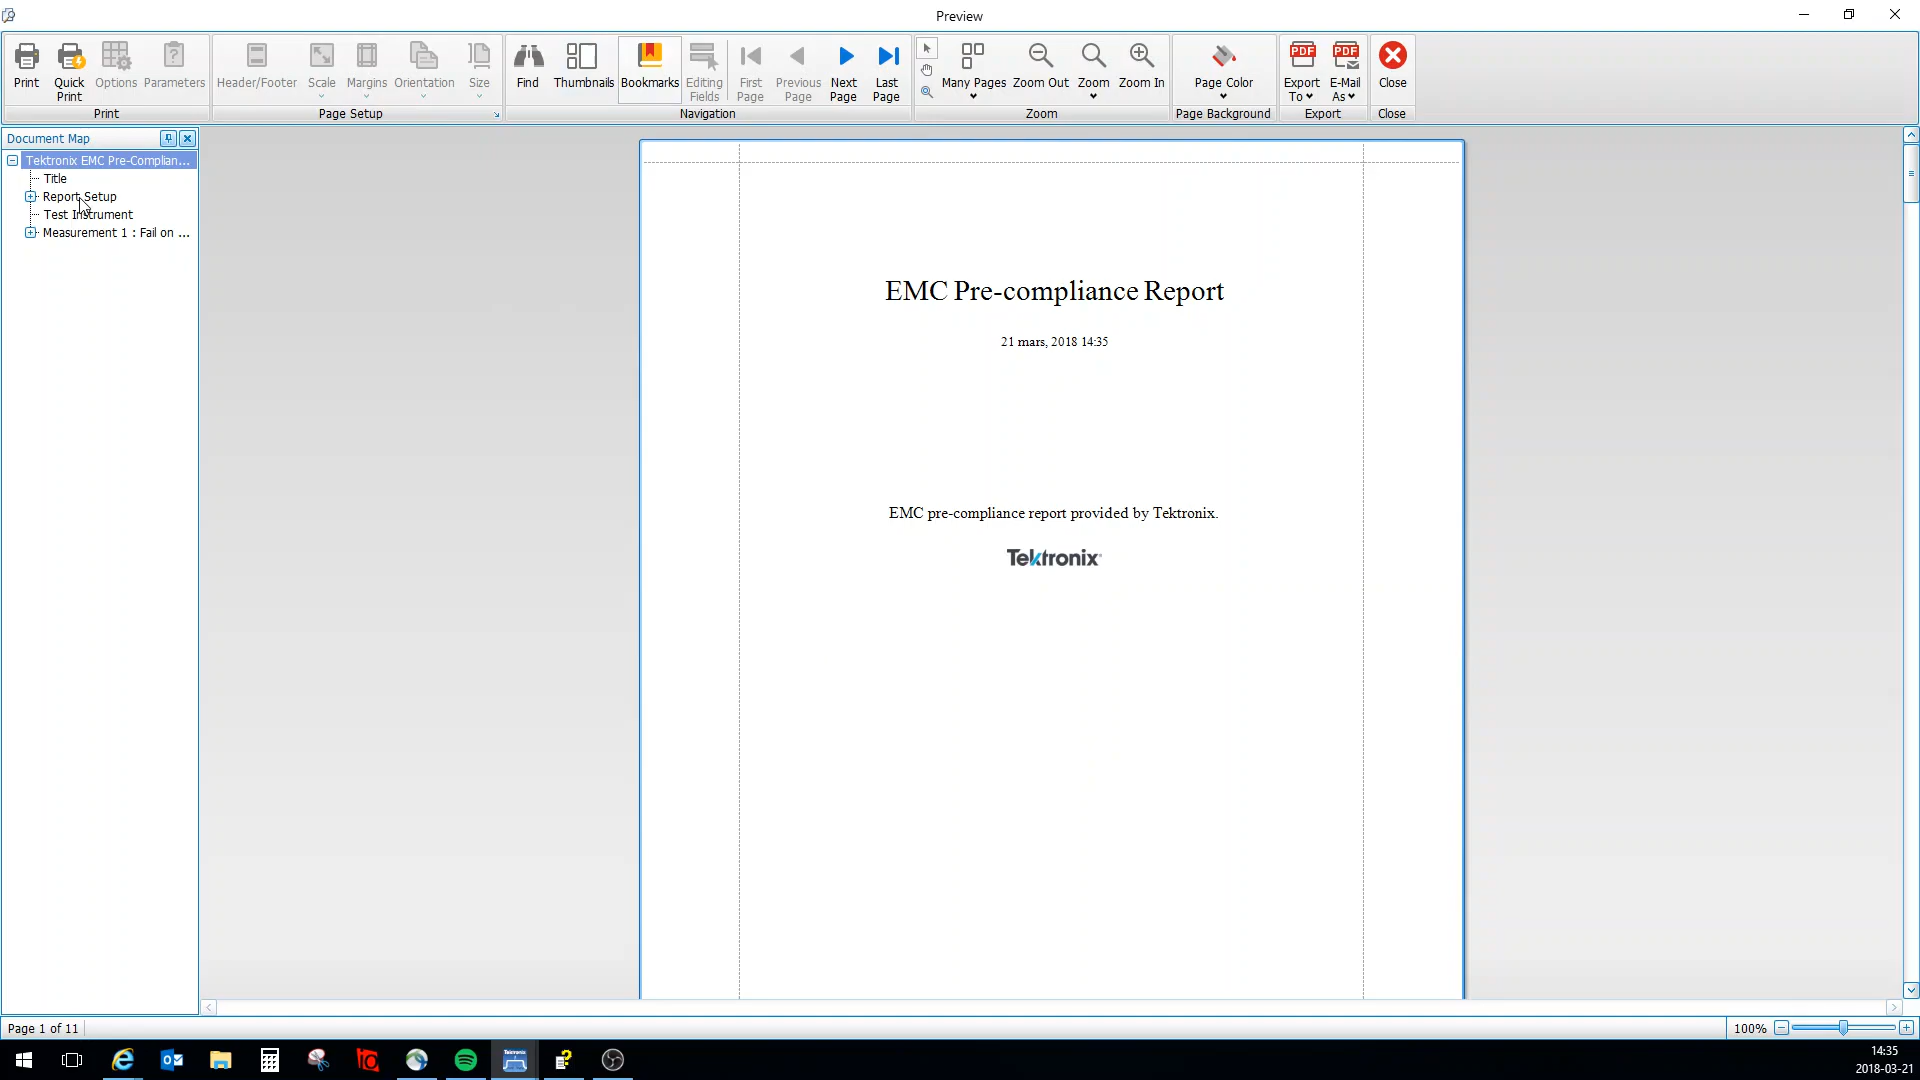 Preview
Print
Quick Print
Options
Parameters
Print
Header/Footer
Scale
Margins
Orientation
Size
Page Setup
Find
Thumbnails
Bookmarks
Editing Fields
First Page
Previous Page
Next Page
Last Page
Navigation
Many Pages
Zoom Out
Zoom
Zoom In
Zoom
Page Color
Page Background
PDF
Export To
PDF
E-Mail As
Export
Close
Close
Document Map
Tektronix EMC Pre-Complian...
Title
Report Setup
Test Instrument
Measurement 1 : Fail on ...
EMC Pre-compliance Report
21 mars, 2018 14:35
EMC pre-compliance report provided by Tektronix.
Tektronix
Page 1 of 11
100%
Tektronix
14:35
2018-03-21